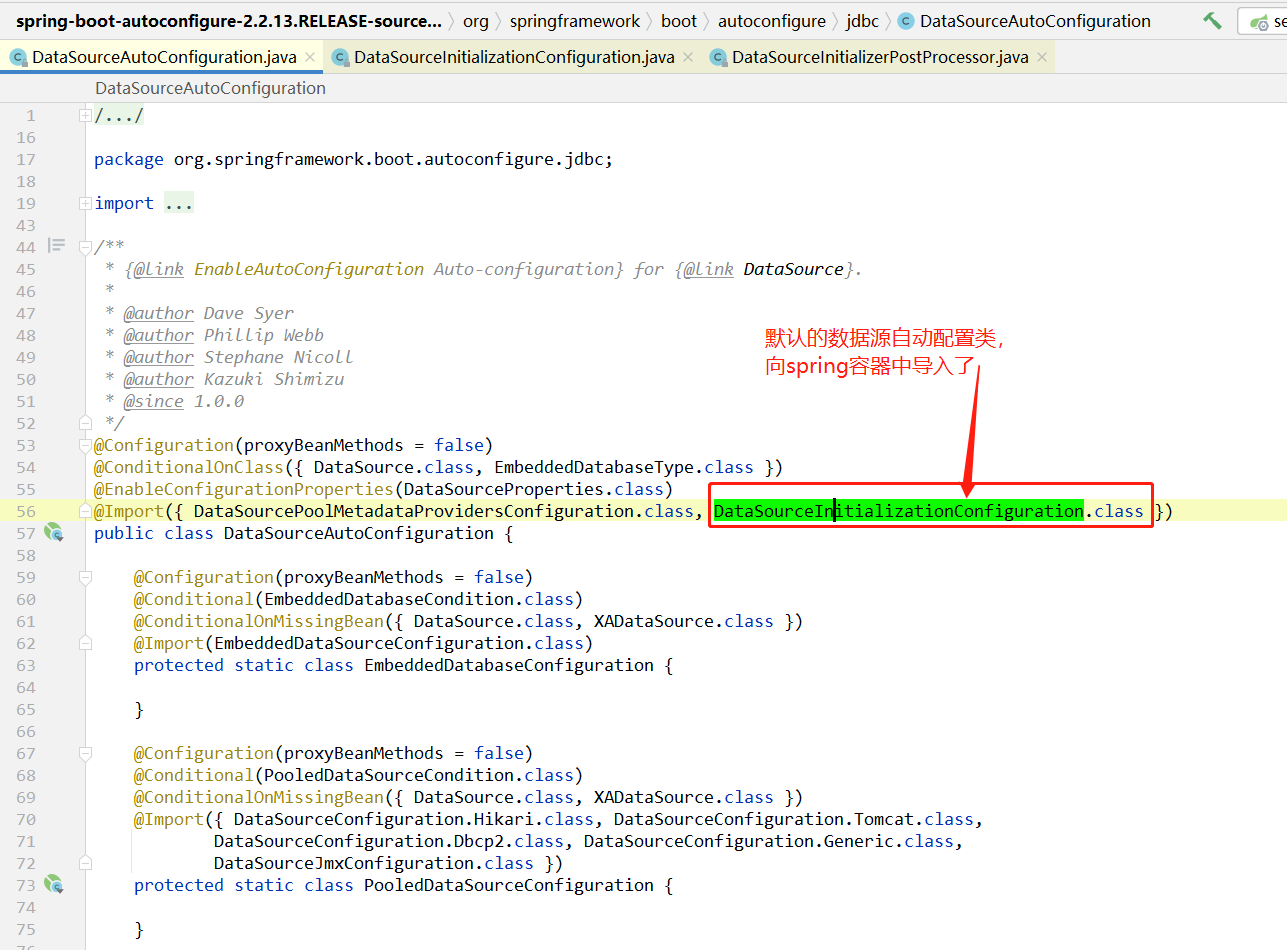 spring-boot-autoconfigure-2.2.13.RELEASE-source... org springframework boot autoconfigure jdbc DataSourceAutoConfiguration se
DataSourceAutoConfiguration.java DataSourceInitializationConfiguration.java DataSourceInitializerPostProcessor.java
DataSourceAutoConfiguration
1 /.../
16
17 package org.springframework.boot.autoconfigure.jdbc;
18
19 import ...
43
44 /**
45 * {@link EnableAutoConfiguration Auto-configuration} for {@link DataSource}.
46 *
47 * @author Dave Syer
48 * @author Phillip Webb
默认的数据源自动配置类，
49 * @author Stephane Nicoll
向spring容器中导入了
50 * @author Kazuki Shimizu
51 * @since 1.0.0
52 */
53 @Configuration(proxyBeanMethods = false)
54 @ConditionalOnClass({ DataSource.class, EmbeddedDatabaseType.class })
55 @EnableConfigurationProperties(DataSourceProperties.class)
56 @Import({ DataSourcePoolMetadataProvidersConfiguration.class, DataSourceInitializationConfiguration.class })
57 public class DataSourceAutoConfiguration {
58
59 @Configuration(proxyBeanMethods = false)
60 @Conditional(EmbeddedDatabaseCondition.class)
61 @ConditionalOnMissingBean({ DataSource.class, XADataSource.class })
62 @Import(EmbeddedDataSourceConfiguration.class)
63 protected static class EmbeddedDatabaseConfiguration {
64
65 }
66
67 @Configuration(proxyBeanMethods = false)
68 @Conditional(PooledDataSourceCondition.class)
69 @ConditionalOnMissingBean({ DataSource.class, XADataSource.class })
70 @Import({ DataSourceConfiguration.Hikari.class, DataSourceConfiguration.Tomcat.class,
71 DataSourceConfiguration.Dbcp2.class, DataSourceConfiguration.Generic.class,
72 DataSourceJmxConfiguration.class })
73 protected static class PooledDataSourceConfiguration {
74
75 }